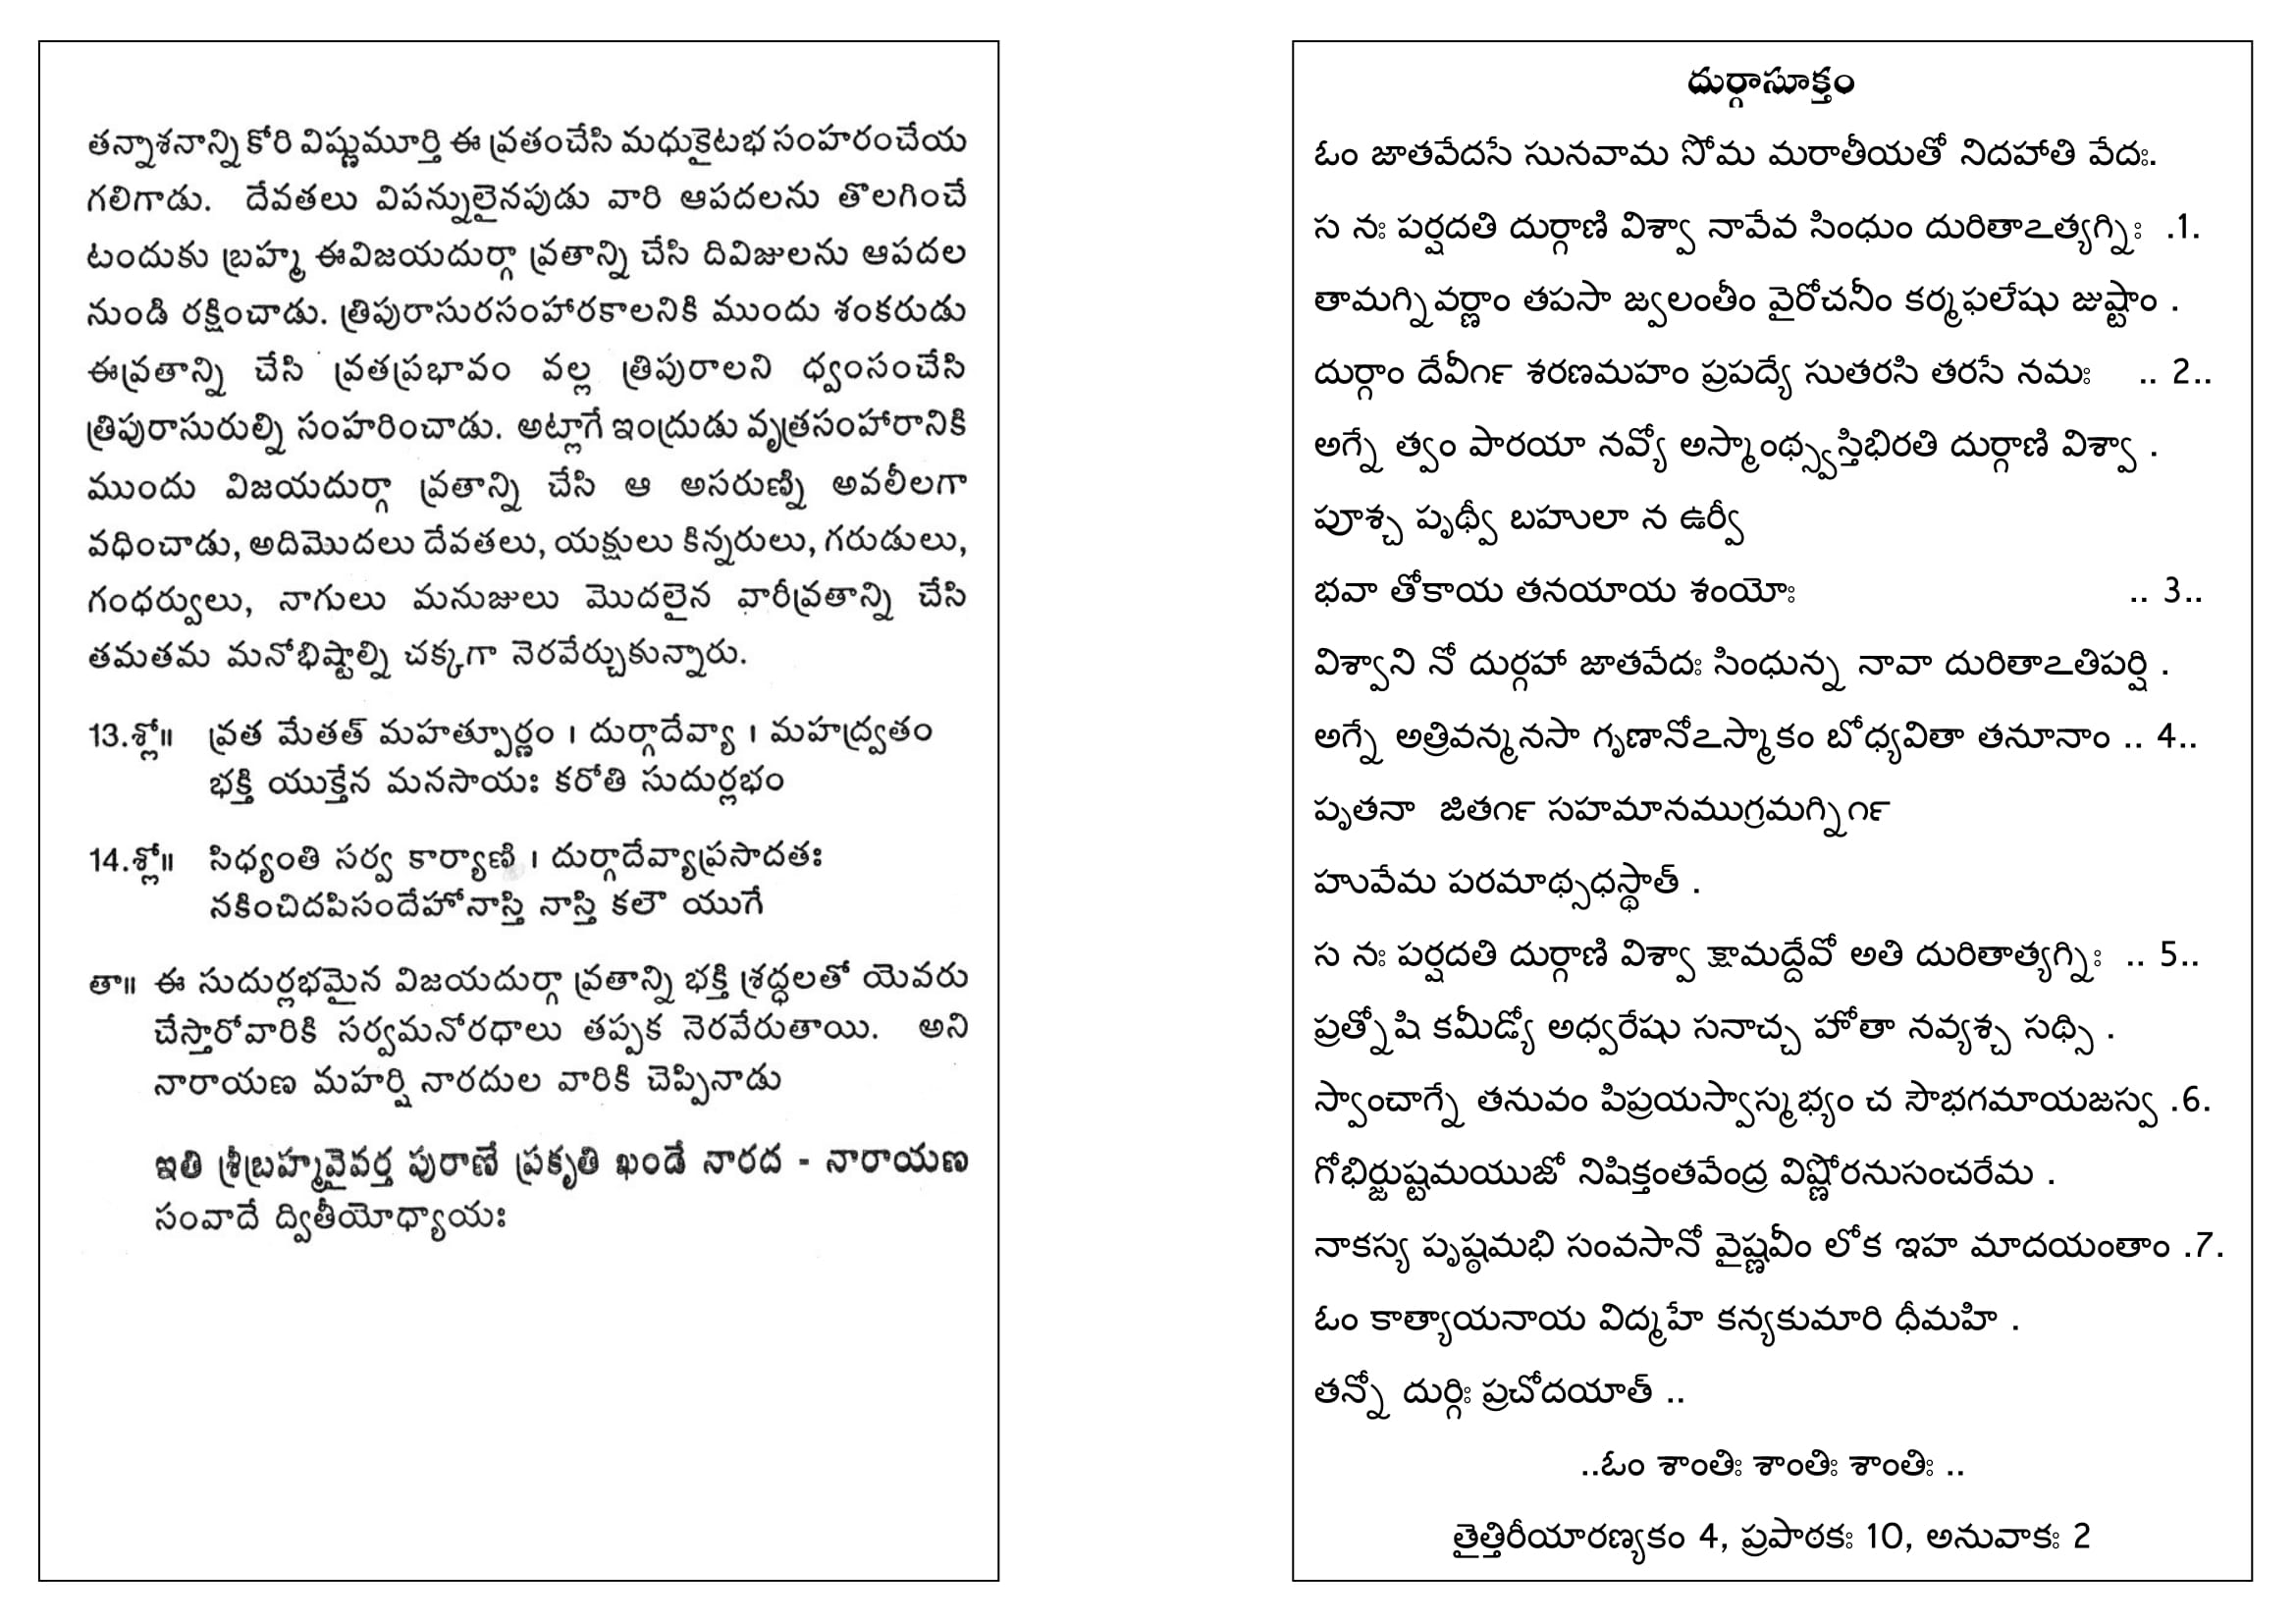 తన్నాశనాన్ని కోరి విష్ణుమూర్తి ఈ వ్రతంచేసి మధుకైటభ సంహారంచేయ
గలిగాడు. దేవతలు విపన్నులైనపుడు వారి ఆపదలను తొలగించే
టందుకు బ్రహ్మ ఈవిజయదుర్గా వ్రతాన్ని చేసి దివిజులను ఆపదల
నుండి రక్షించాడు. త్రిపురాసురసంహారకాలనికి ముందు శంకరుడు
ఈవ్రతాన్ని చేసి వ్రతప్రభావం వల్ల త్రిపురాలని ధ్వంసంచేసి
త్రిపురాసురుల్ని సంహరించాడు. అట్లాగే ఇంద్రుడు వృత్రసంహారానికి
ముందు విజయదుర్గా వ్రతాన్ని చేసి ఆ అసరుణ్ని అవలీలగా
వధించాడు, అదిమొదలు దేవతలు, యక్షులు కిన్నరులు, గరుడులు,
గంధర్వులు, నాగులు మనుజులు మొదలైన వారీవ్రతాన్ని చేసి
తమతమ మనోభిష్టాల్ని చక్కగా నెరవేర్చుకున్నారు.
13.శ్లో॥ వ్రత మేతత్ మహత్పూర్ణం । దుర్గాదేవ్యా । మహద్వ్రతం
భక్తి యుక్తేన మనసాయః కరోతి సుదుర్లభం
14.శ్లో॥ సిధ్యంతి సర్వ కార్యాణి । దుర్గాదేవ్యాప్రసాదతః
నకించిదపిసందేహోనాస్తి నాస్తి కలౌ యుగే
తా॥ ఈ సుదుర్లభమైన విజయదుర్గా వ్రతాన్ని భక్తి శ్రద్ధలతో యెవరు
చేస్తారోవారికి సర్వమనోరధాలు తప్పక నెరవేరుతాయి. అని
నారాయణ మహర్షి నారదుల వారికి చెప్పినాడు
ఇతి శ్రీబ్రహ్మవైవర్త పురాణే ప్రకృతి ఖండే నారద - నారాయణ
సంవాదే ద్వితీయోధ్యాయః
దుర్గాసూక్తం
ఓం జాతవేదసే సునవామ సోమ మరాతీయతో నిదహాతి వేదః.
స నః పర్షదతి దుర్గాణి విశ్వా నావేవ సింధుం దురితాఽత్యగ్నిః .1.
తామగ్నివర్ణాం తపసా జ్వలంతీం వైరోచనీం కర్మఫలేషు జుష్టాం .
దుర్గాం దేవీ౧౯ శరణమహం ప్రపద్యే సుతరసి తరసే నమః .. 2..
అగ్నే త్వం పారయా నవ్యో అస్మాంథ్స్వస్తిభిరతి దుర్గాణి విశ్వా .
పూశ్చ పృథ్వీ బహులా న ఉర్వీ
భవా తోకాయ తనయాయ శంయోః .. 3..
విశ్వాని నో దుర్గహా జాతవేదః సింధున్న నావా దురితాఽతిపర్షి .
అగ్నే అత్రివన్మనసా గృణానోఽస్మాకం బోధ్యవితా తనూనాం .. 4..
పృతనా జిత౧౯ సహమానముగ్రమగ్ని౧౯
హువేమ పరమాథ్సధస్థాత్ .
స నః పర్షదతి దుర్గాణి విశ్వా క్షామద్దేవో అతి దురితాత్యగ్నిః .. 5..
ప్రత్నోషి కమీడ్యో అధ్వరేషు సనాచ్చ హోతా నవ్యశ్చ సథ్సి .
స్వాంచాగ్నే తనువం పిప్రయస్వాస్మభ్యం చ సౌభగమాయజస్వ .6.
గోభిర్జుష్టమయుజో నిషిక్తంతవేంద్ర విష్ణోరనుసంచరేమ .
నాకస్య పృష్ఠమభి సంవసానో వైష్ణవీం లోక ఇహ మాదయంతాం .7.
ఓం కాత్యాయనాయ విద్మహే కన్యకుమారి ధీమహి .
తన్నో దుర్గిః ప్రచోదయాత్ ..
..ఓం శాంతిః శాంతిః శాంతిః ..
తైత్తిరీయారణ్యకం 4, ప్రపాఠకః 10, అనువాకః 2